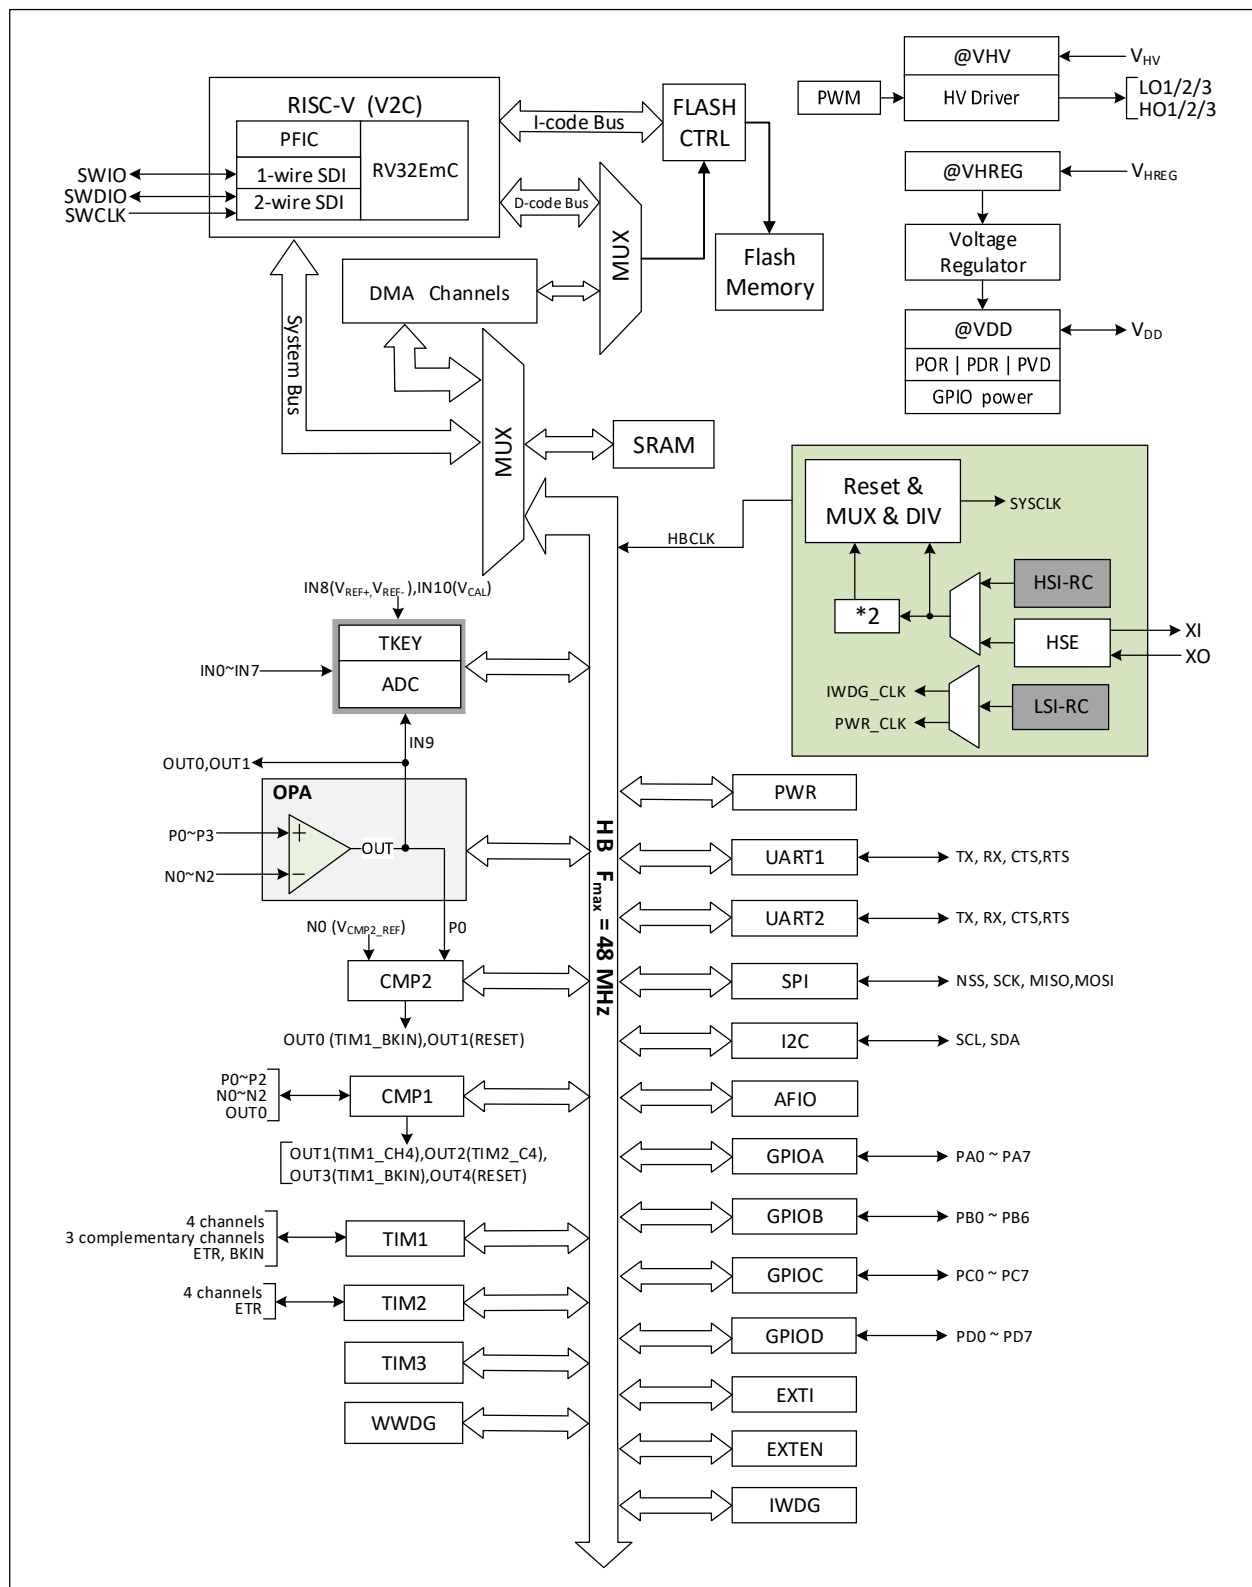 RISC-V (V2C)
PFIC
1-wire SDI
2-wire SDI
RV32EmC
SWIO
SWDIO
SWCLK
I-code Bus
D-code Bus
FLASH
CTRL
MUX
Flash
Memory
DMA Channels
System Bus
MUX
SRAM
@VHV
HV Driver
PWM
VHV
LO1/2/3
HO1/2/3
@VHREG
VHREG
Voltage
Regulator
@VDD
POR | PDR | PVD
GPIO power
VDD
Reset &
MUX & DIV
SYSCLK
HBCLK
*2
HSI-RC
HSE
XI
XO
IWDG_CLK
PWR_CLK
LSI-RC
IN8(VREF+,VREF-),IN10(VCAL)
TKEY
ADC
IN0~IN7
IN9
OUT0,OUT1
OPA
P0~P3
N0~N2
+
−
OUT
N0 (VCMP2_REF)
P0
CMP2
OUT0 (TIM1_BKIN),OUT1(RESET)
P0~P2
N0~N2
OUT0
CMP1
OUT1(TIM1_CH4),OUT2(TIM2_C4),
OUT3(TIM1_BKIN),OUT4(RESET)
4 channels
3 complementary channels
ETR, BKIN
TIM1
4 channels
ETR
TIM2
TIM3
WWDG
HB Fmax = 48 MHz
PWR
UART1
TX, RX, CTS,RTS
UART2
TX, RX, CTS,RTS
SPI
NSS, SCK, MISO,MOSI
I2C
SCL, SDA
AFIO
GPIOA
PA0 ~ PA7
GPIOB
PB0 ~ PB6
GPIOC
PC0 ~ PC7
GPIOD
PD0 ~ PD7
EXTI
EXTEN
IWDG